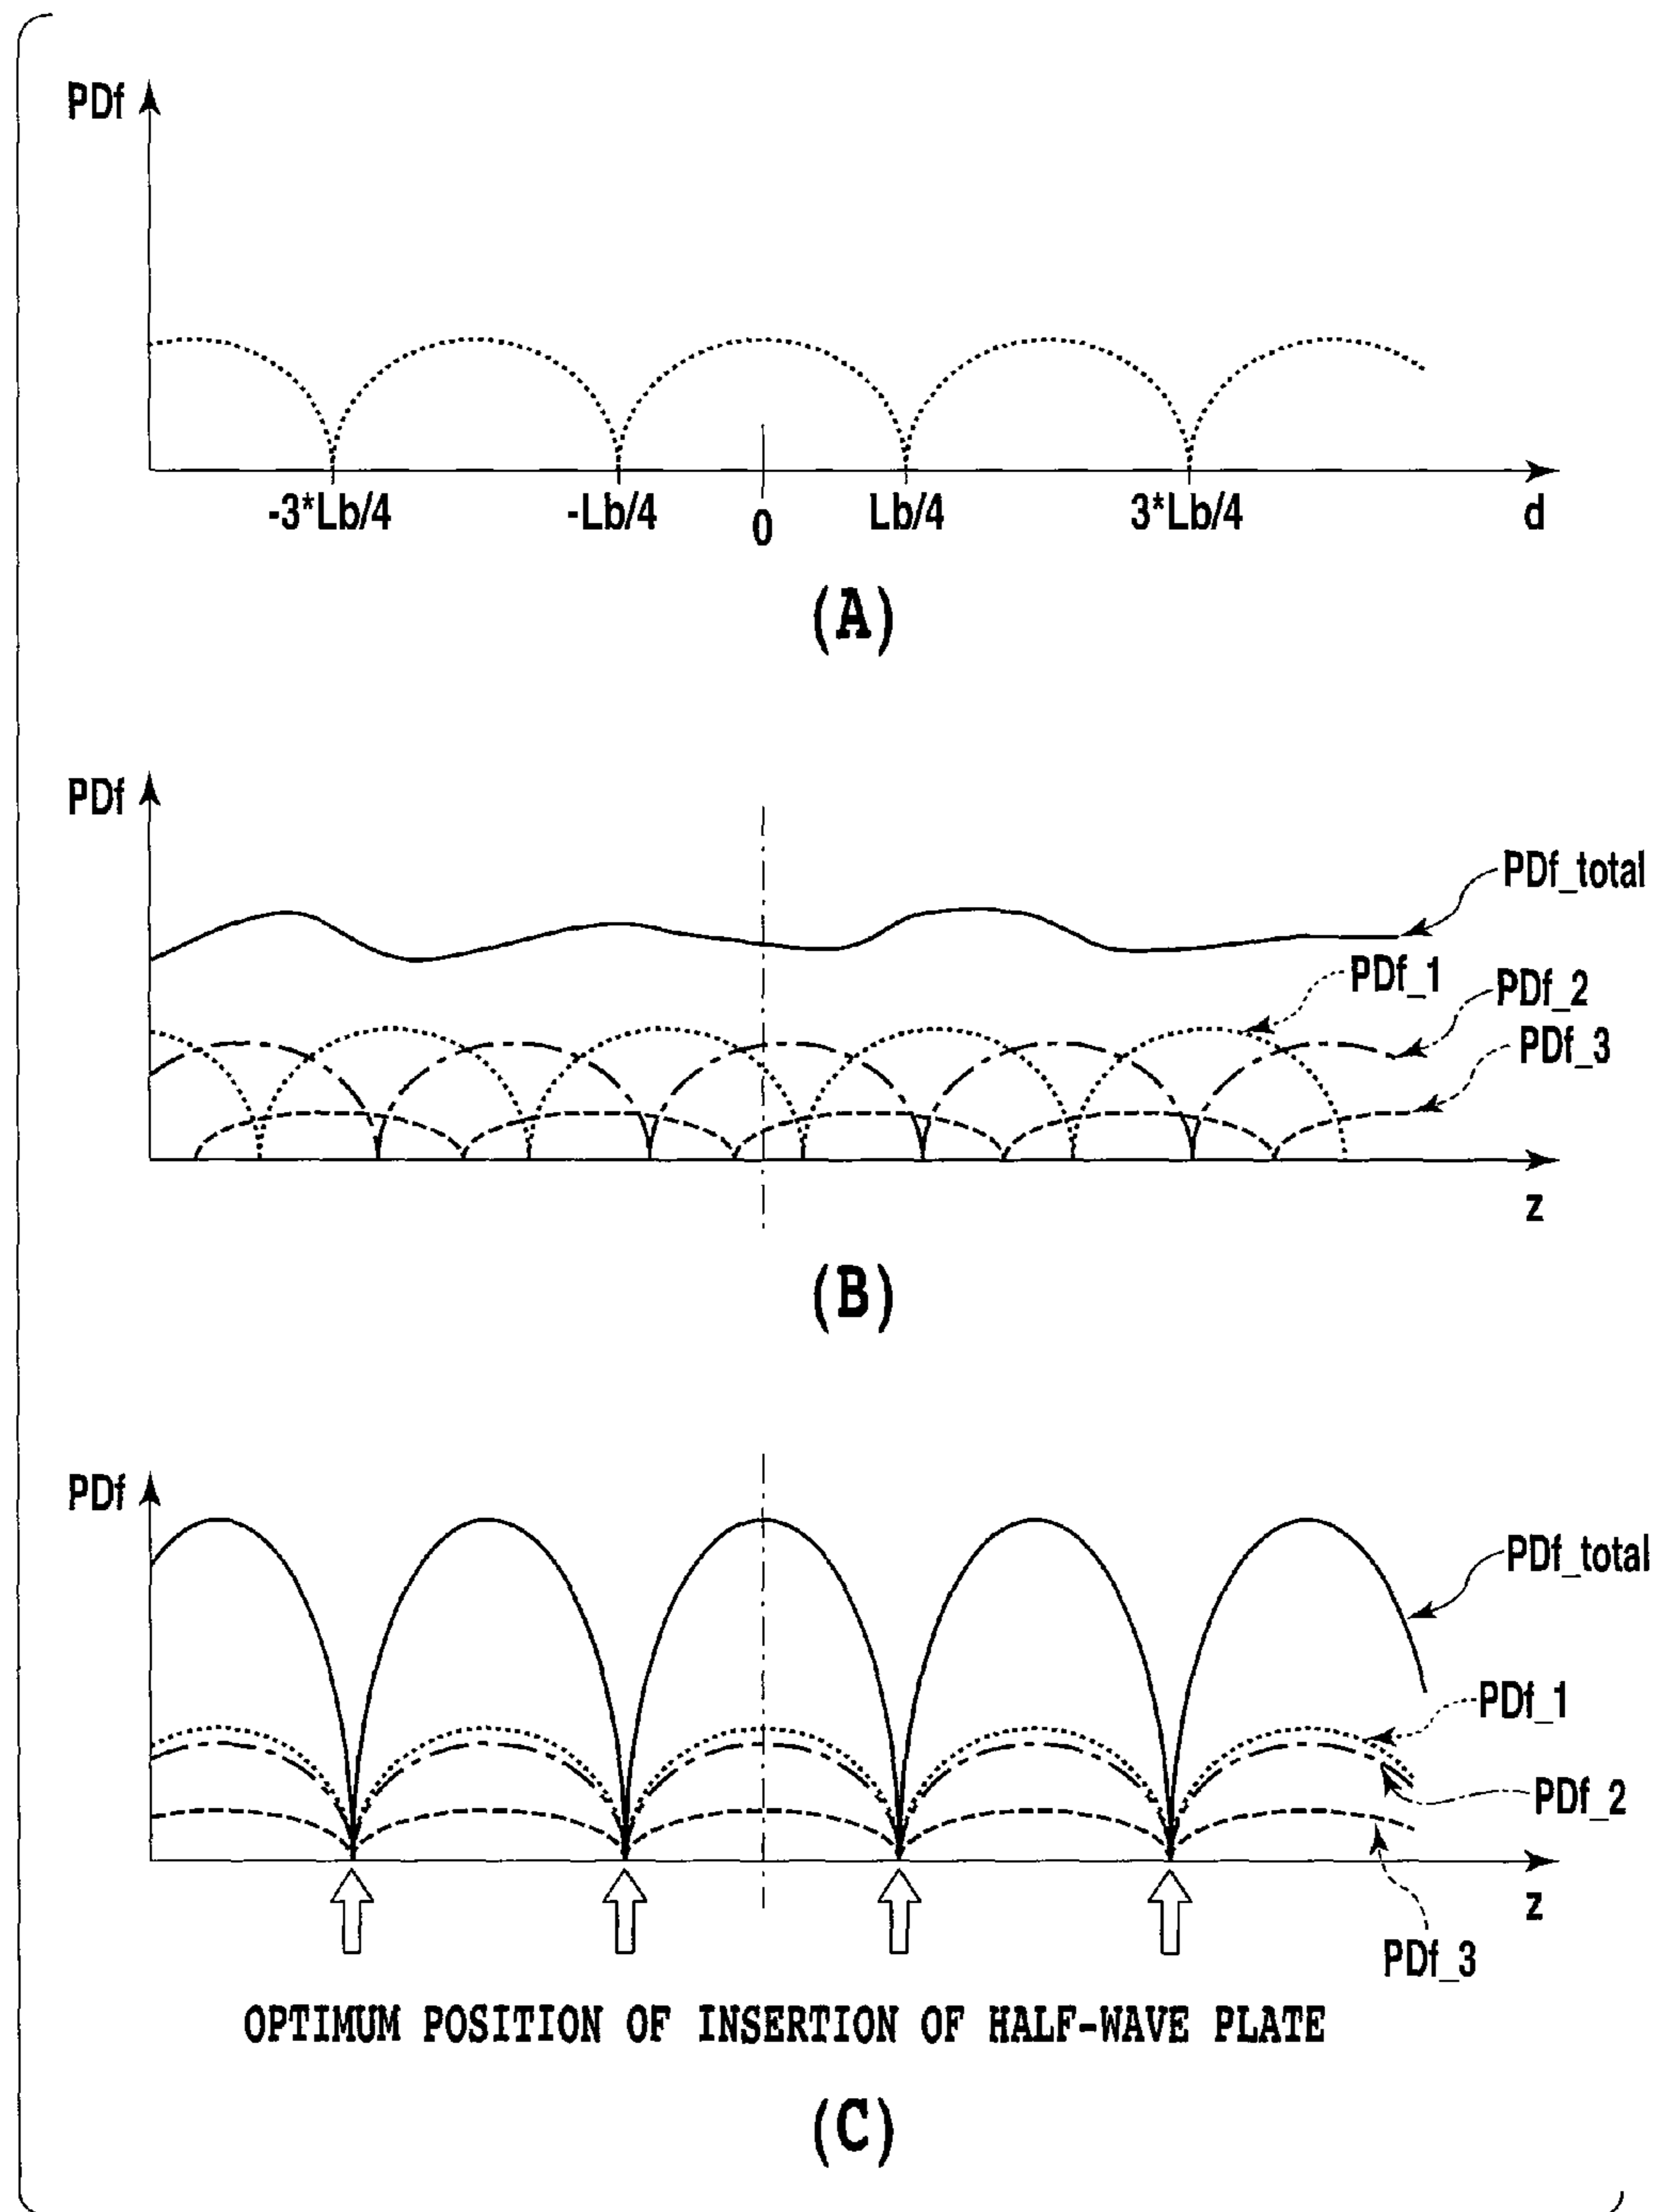 PDf
-3*Lb/4
-Lb/4
0
Lb/4
3*Lb/4
d
(A)
PDf
PDf_total
PDf_1
PDf_2
PDf_3
z
(B)
PDf
PDf_total
PDf_1
PDf_2
z
PDf_3
OPTIMUM POSITION OF INSERTION OF HALF-WAVE PLATE
(C)